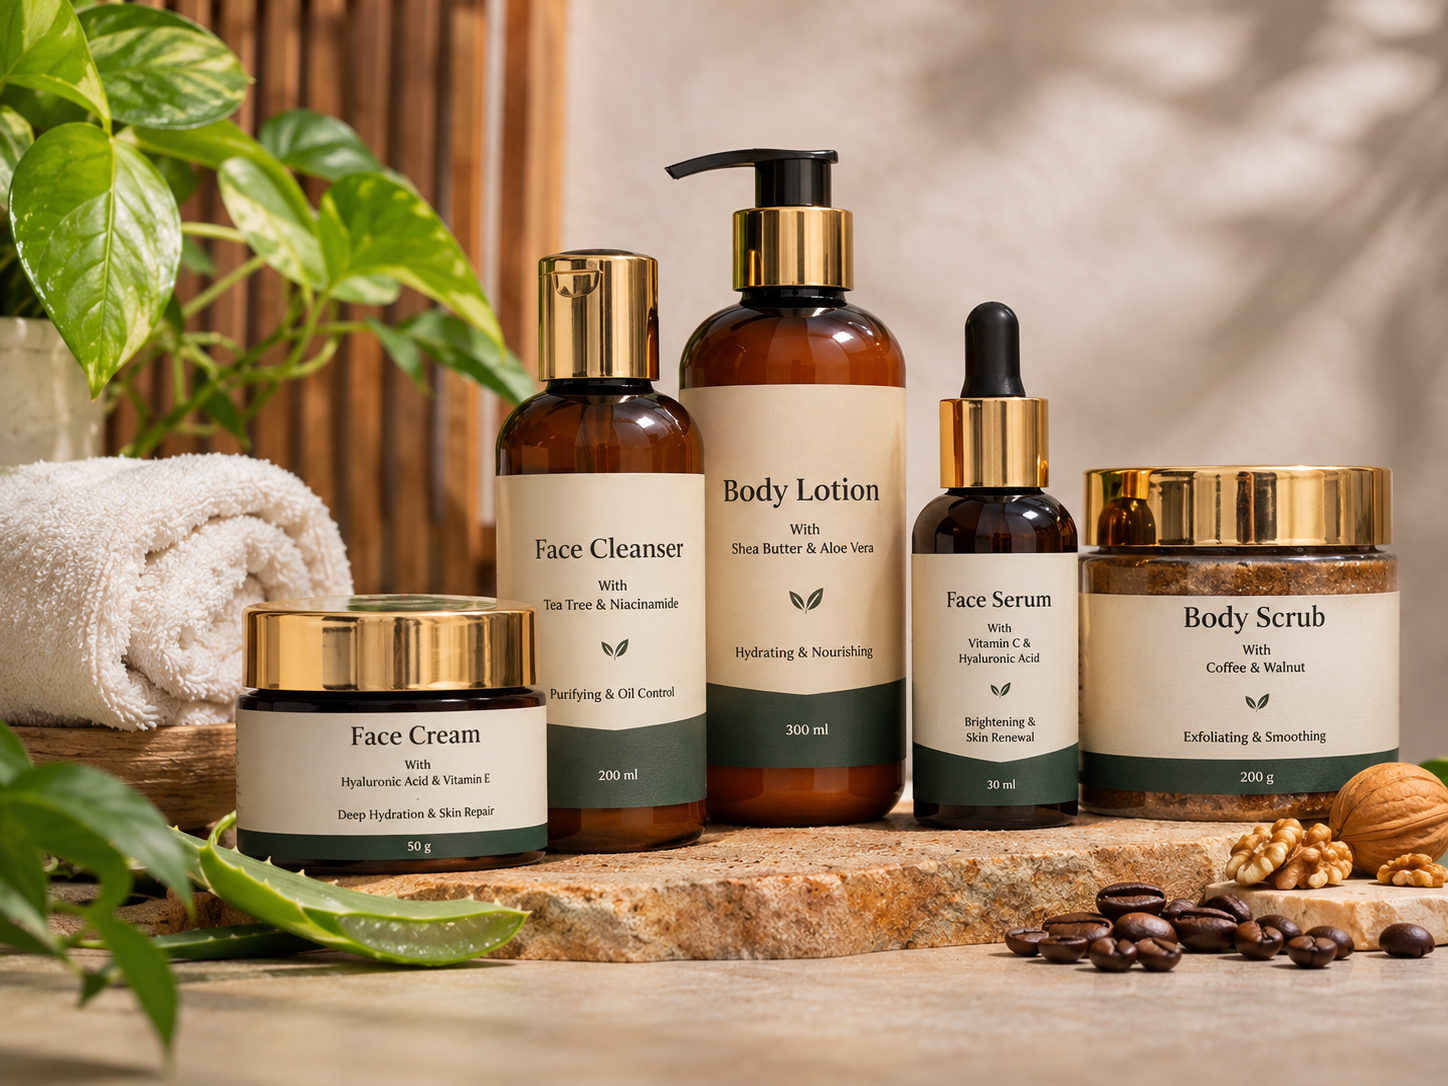 Face Cream
With
Hyaluronic Acid & Vitamin E
Deep Hydration & Skin Repair
50 g
Face Cleanser
With
Tea Tree & Niacinamide
Purifying & Oil Control
200 ml
Body Lotion
With
Shea Butter & Aloe Vera
Hydrating & Nourishing
300 ml
Face Serum
With
Vitamin C &
Hyaluronic Acid
Brightening &
Skin Renewal
30 ml
Body Scrub
With
Coffee & Walnut
Exfoliating & Smoothing
200 g